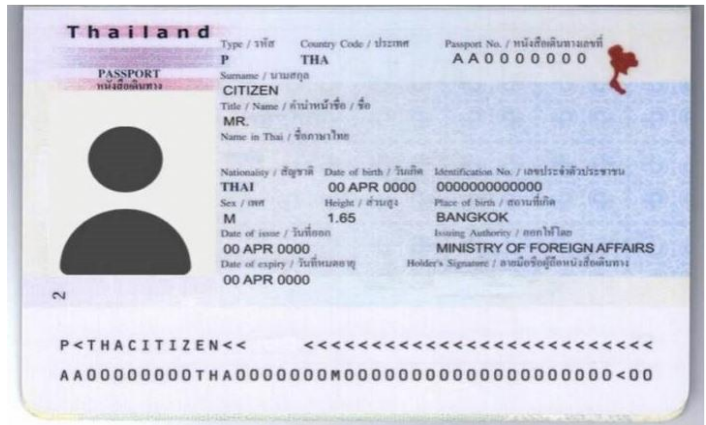 Thailand
Type / รหัส Country Code / ประเทศ Passport No. / หนังสือเดินทางเลขที่
P THA AA0000000
PASSPORT
หนังสือเดินทาง
Surname / นามสกุล
CITIZEN
Title / Name / คำนำหน้าชื่อ / ชื่อ
MR.
Name in Thai / ชื่อภาษาไทย
Nationality / สัญชาติ Date of birth / วันเกิด Identification No. / เลขประจำตัวประชาชน
THAI 00 APR 0000 0000000000000
Sex / เพศ Height / ส่วนสูง Place of birth / สถานที่เกิด
M 1.65 BANGKOK
Date of issue / วันที่ออก Issuing Authority / ออกให้โดย
00 APR 0000 MINISTRY OF FOREIGN AFFAIRS
Date of expiry / วันที่หมดอายุ Holder's Signature / ลายมือชื่อผู้ถือหนังสือเดินทาง
00 APR 0000
2
P<THACITIZEN<< <<<<<<<<<<<<<<<<<<<<<<<<<
AA00000000THA0000000M00000000000000000000000<00